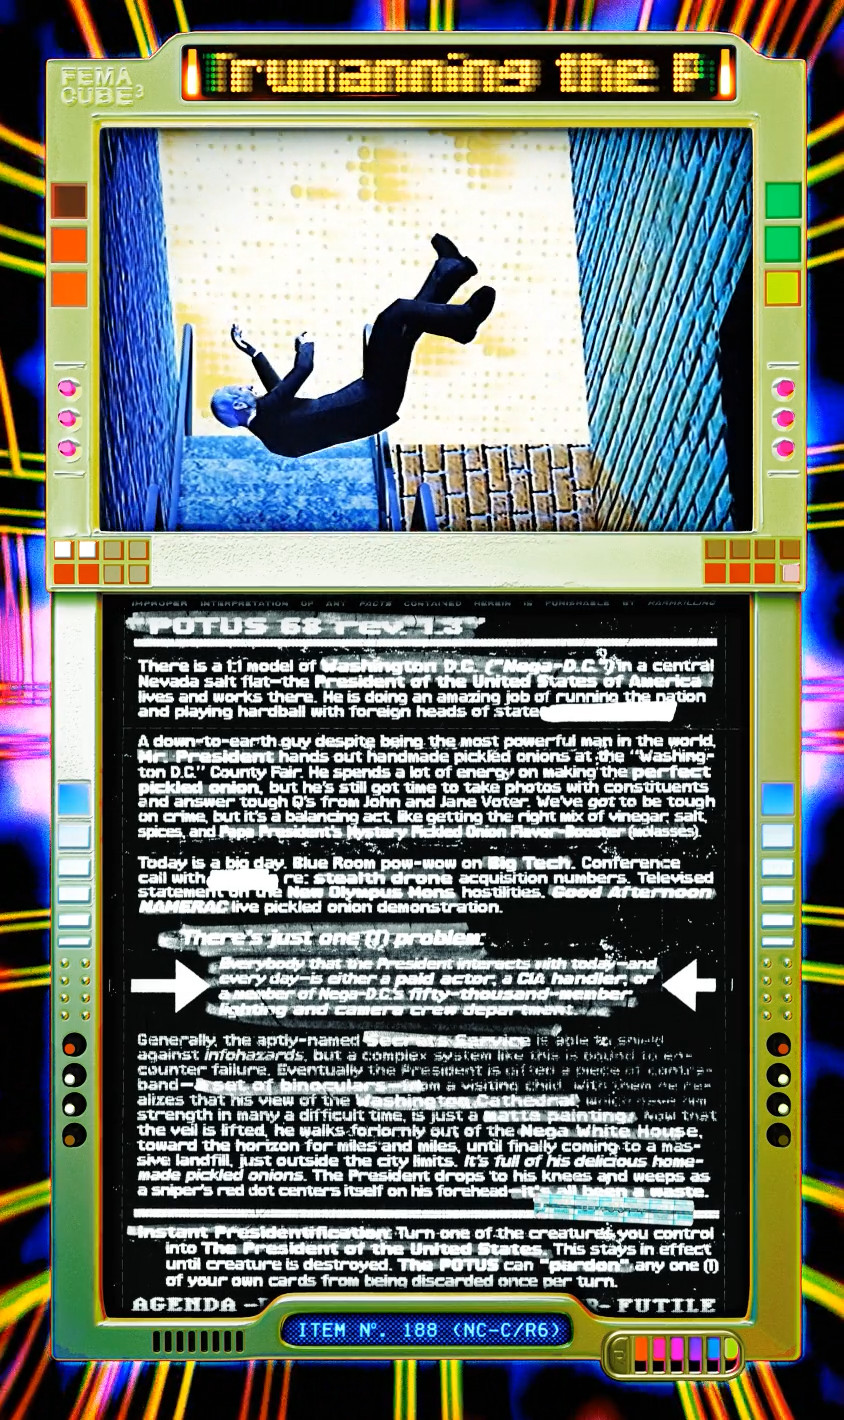 FEMA
CUBE³
Trumanning the P
IMPROPER INTERPRETATION OF ANY FACTS CONTAINED HEREIN IS PUNISHABLE BY
POTUS 68 rev. 1.3
There is a 1:1 model of Washington D.C. ("Nega-D.C.") in a central
Nevada salt flat—the President of the United States of America
lives and works there. He is doing an amazing job of running the nation
and playing hardball with foreign heads of state
A down-to-earth guy despite being the most powerful man in the world,
Mr. President hands out handmade pickled onions at the "Washing-
ton D.C." County Fair. He spends a lot of energy on making the perfect
pickled onion, but he's still got time to take photos with constituents
and answer tough Q's from John and Jane Voter. We've got to be tough
on crime, but it's a balancing act, like getting the right mix of vinegar, salt,
spices, and Papa President's Mystery Pickled Onion Flavor-Booster (molasses).
Today is a big day. Blue Room pow-wow on Big Tech. Conference
call with re: stealth drone acquisition numbers. Televised
statement on the New Olympus Mons hostilities. Good Afternoon
NAMERAC live pickled onion demonstration.
There's just one (1) problem:
Everybody that the President interacts with today—and
every day—is either a paid actor, a CIA handler, or
a member of Nega-D.C.'s fifty-thousand-member
lighting and camera crew department.
Generally, the aptly-named Secrets Service is able to shield
against infohazards, but a complex system like this is bound to en-
counter failure. Eventually the President is gifted a piece of contra-
band—a set of binoculars—from a visiting child. With them he re-
alizes that his view of the Washington Cathedral, which gave him
strength in many a difficult time, is just a matte painting. Now that
the veil is lifted, he walks forlornly out of the Nega White House,
toward the horizon for miles and miles, until finally coming to a mas-
sive landfill, just outside the city limits. It's full of his delicious home-
made pickled onions. The President drops to his knees and weeps as
a sniper's red dot centers itself on his forehead—it's all been a waste.
Instant Presidentification: Turn one of the creatures you control
into The President of the United States. This stays in effect
until creature is destroyed. The POTUS can "pardon" any one (1)
of your own cards from being discarded once per turn.
AGENDA - FUTILE
ITEM Nº. 188 (NC-C/R6)